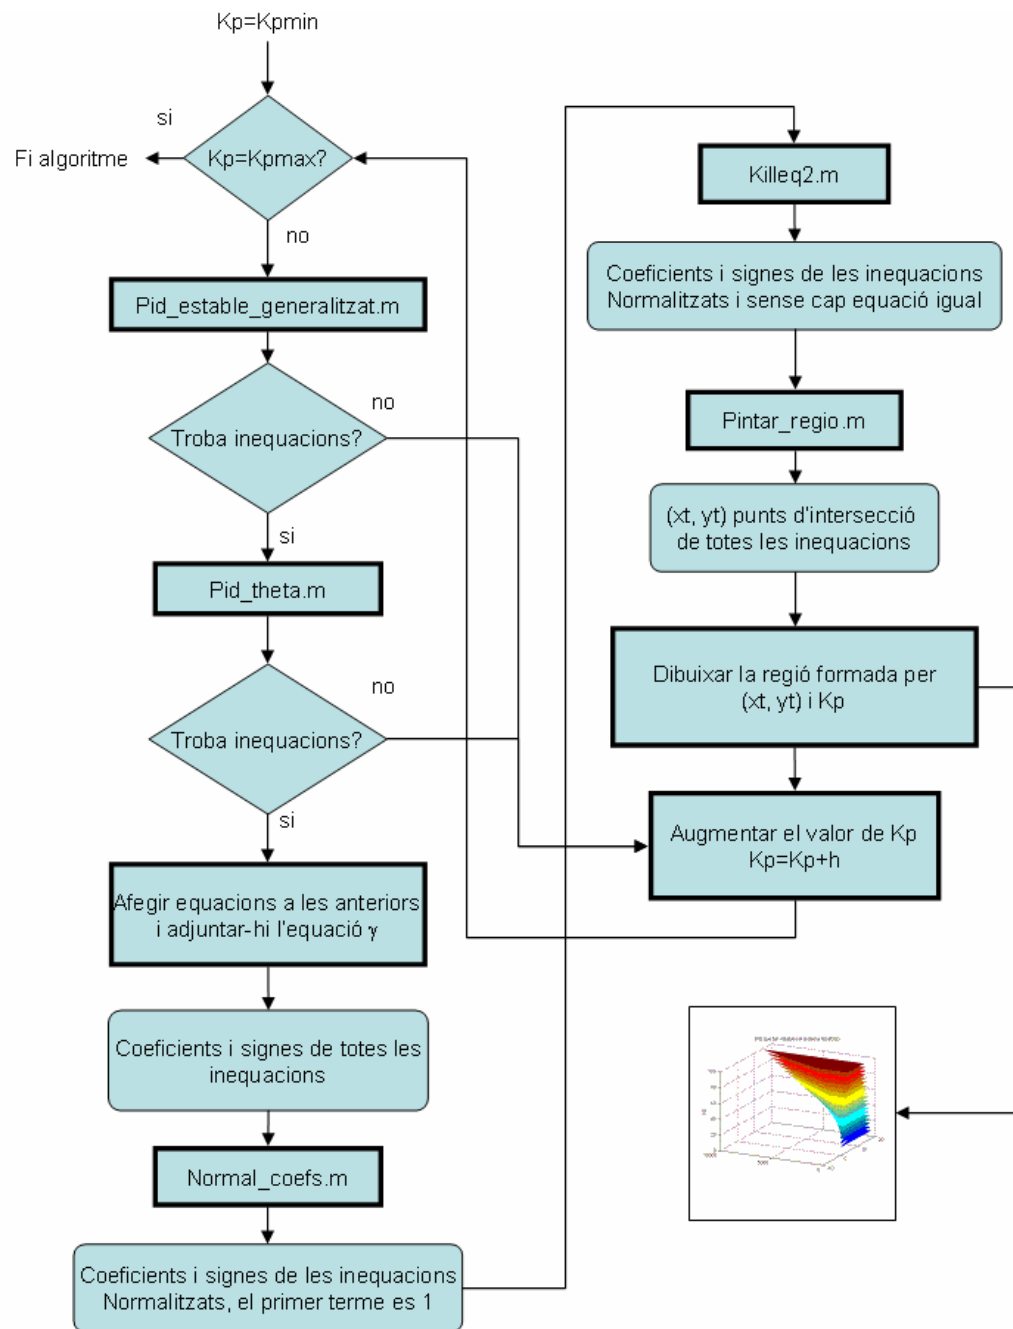 Kp=Kpmin
si
Fi algoritme
Kp=Kpmax?
no
Pid_estable_generalitzat.m
Troba inequacions?
no
si
Pid_theta.m
Troba inequacions?
no
si
Afegir equacions a les anteriors
i adjuntar-hi l'equació γ
Coeficients i signes de totes les
inequacions
Normal_coefs.m
Coeficients i signes de les inequacions
Normalitzats, el primer terme es 1
Killeq2.m
Coeficients i signes de les inequacions
Normalitzats i sense cap equació igual
Pintar_regio.m
(xt, yt) punts d'intersecció
de totes les inequacions
Dibuixar la regió formada per
(xt, yt) i Kp
Augmentar el valor de Kp
Kp=Kp+h